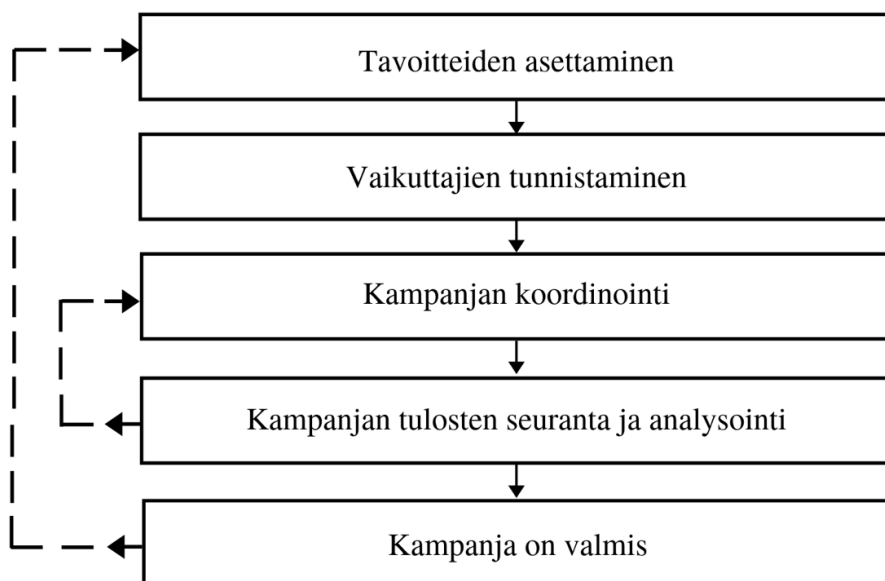 Tavoitteiden asettaminen
Vaikuttajien tunnistaminen
Kampanjan koordinointi
Kampanjan tulosten seuranta ja analysointi
Kampanja on valmis